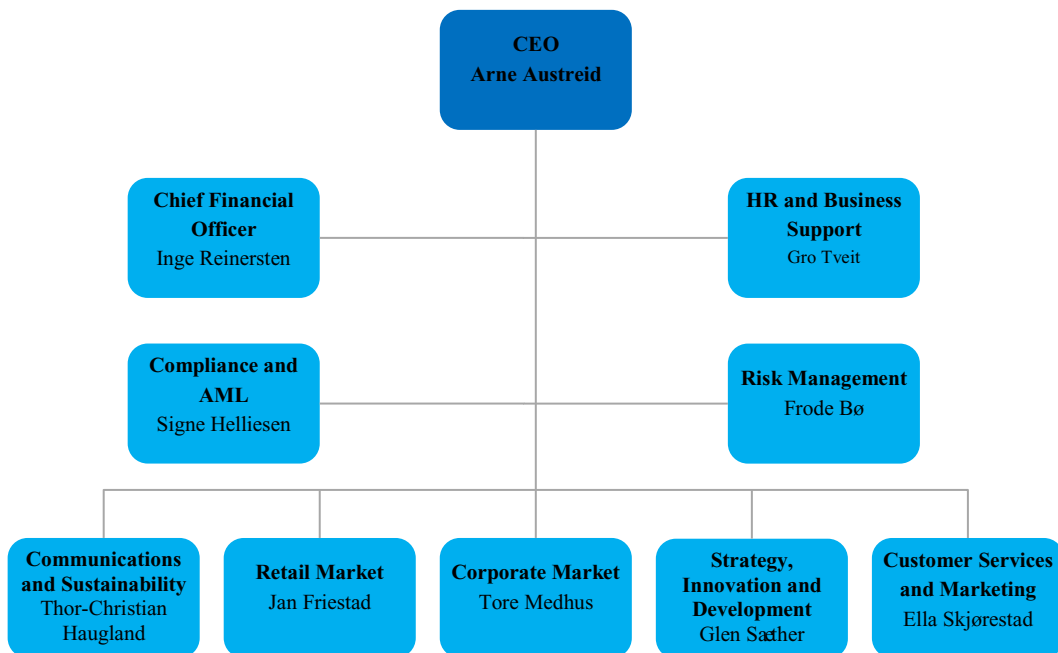 CEO
Arne Austreid
Chief Financial
Officer
Inge Reinersten
HR and Business
Support
Gro Tveit
Compliance and
AML
Signe Helliesen
Risk Management
Frode Bø
Communications
and Sustainability
Thor-Christian
Haugland
Retail Market
Jan Friestad
Corporate Market
Tore Medhus
Strategy,
Innovation and
Development
Glen Sæther
Customer Services
and Marketing
Ella Skjørestad